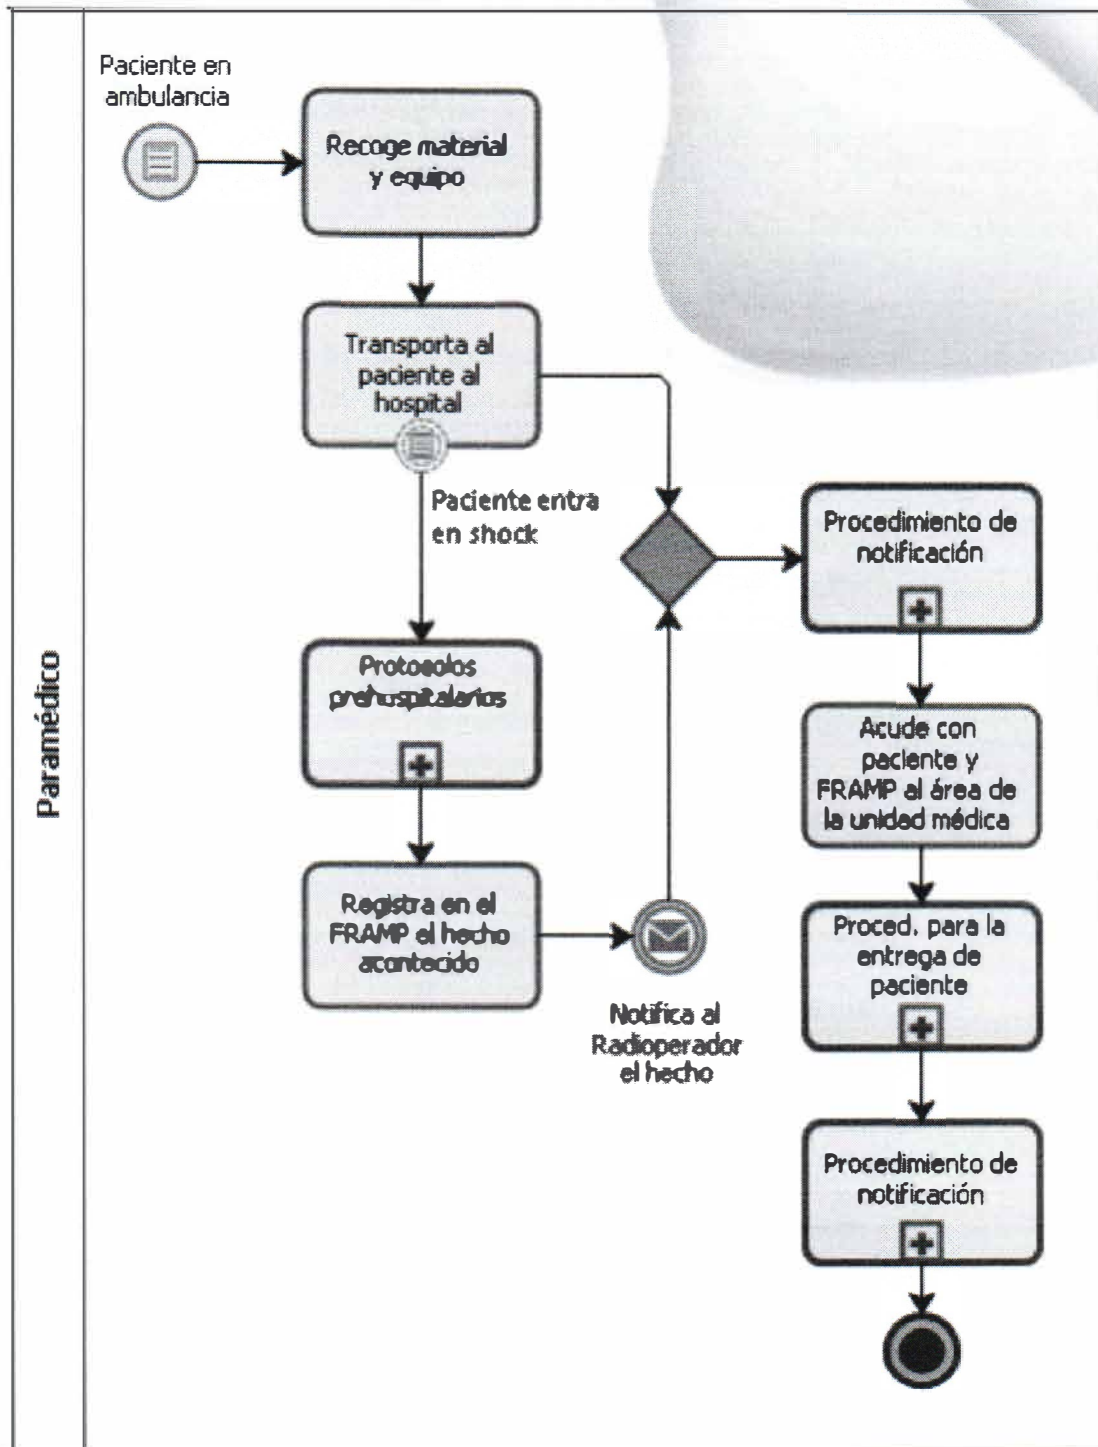 Paramédico
Paciente en
ambulancia
Recoge material
y equipo
Transporta al
paciente al
hospital
Paciente entra
en shock
Protocolos
prehospitalarios
Registra en el
FRAMP el hecho
acontecido
Notifica al
Radioperador
el hecho
Procedimiento de
notificación
Acude con
paciente y
FRAMP al área de
la unidad médica
Proced. para la
entrega de
paciente
Procedimiento de
notificación